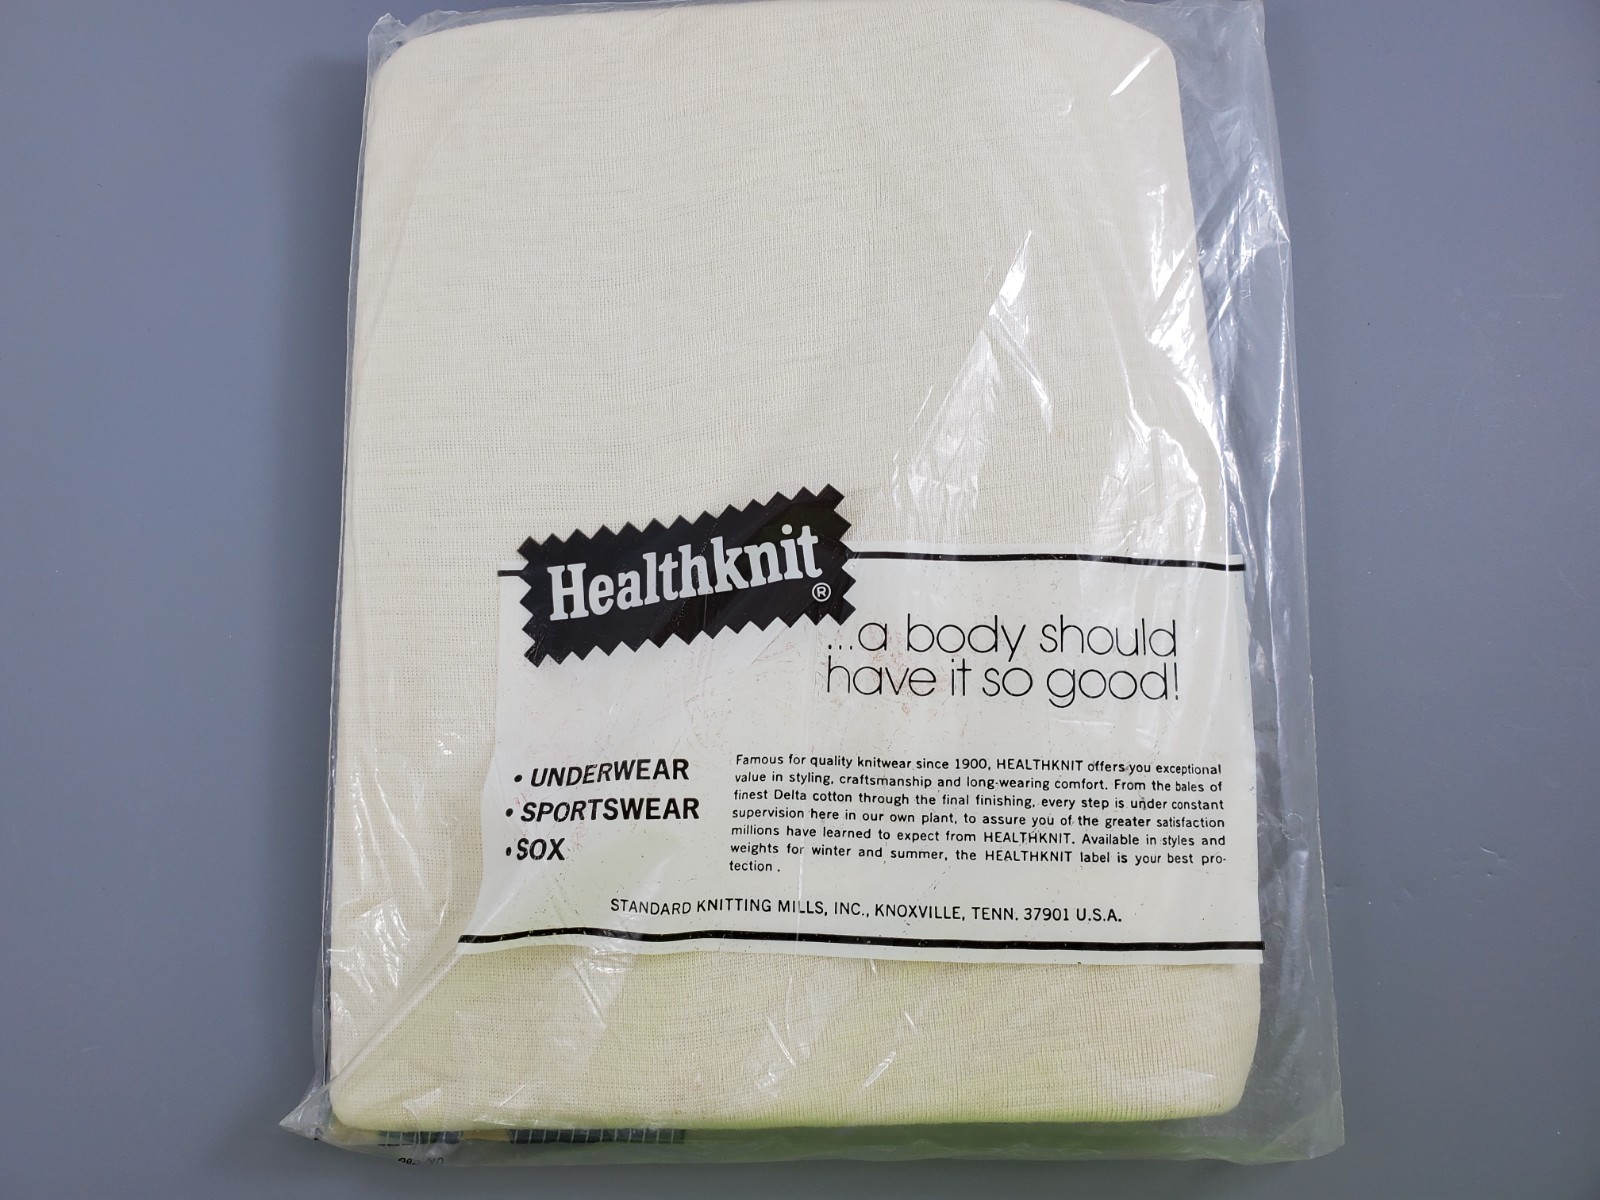 Healthknit®
...a body should
have it so good!
• UNDERWEAR
• SPORTSWEAR
• SOX
Famous for quality knitwear since 1900, HEALTHKNIT offers you exceptional
value in styling, craftsmanship and long-wearing comfort. From the bales of
finest Delta cotton through the final finishing, every step is under constant
supervision here in our own plant, to assure you of the greater satisfaction
millions have learned to expect from HEALTHKNIT. Available in styles and
weights for winter and summer, the HEALTHKNIT label is your best pro-
tection .
STANDARD KNITTING MILLS, INC., KNOXVILLE, TENN. 37901 U.S.A.